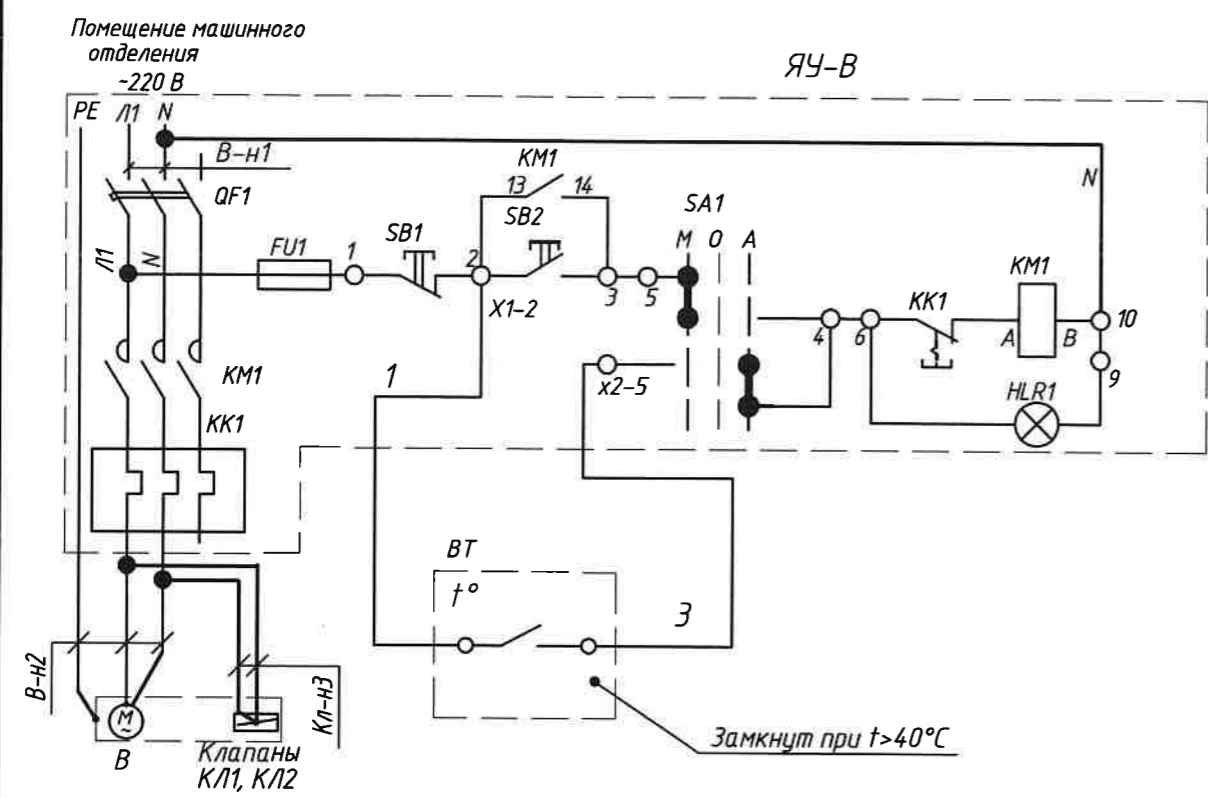 Помещение машинного
отделения
~220 В
ЯУ-В
PE Л1 N
В-н1
QF1
Л1
N
FU1
1
SB1
2
X1-2
KM1
13 14
SB2
3
5
SA1
М О А
4
6
KK1
KM1
A B
N
10
9
HLR1
KM1
KK1
1
х2-5
BT
t°
3
Замкнут при t>40°C
В-н2
М
~
В
Кл-н3
Клапаны
КЛ1, КЛ2